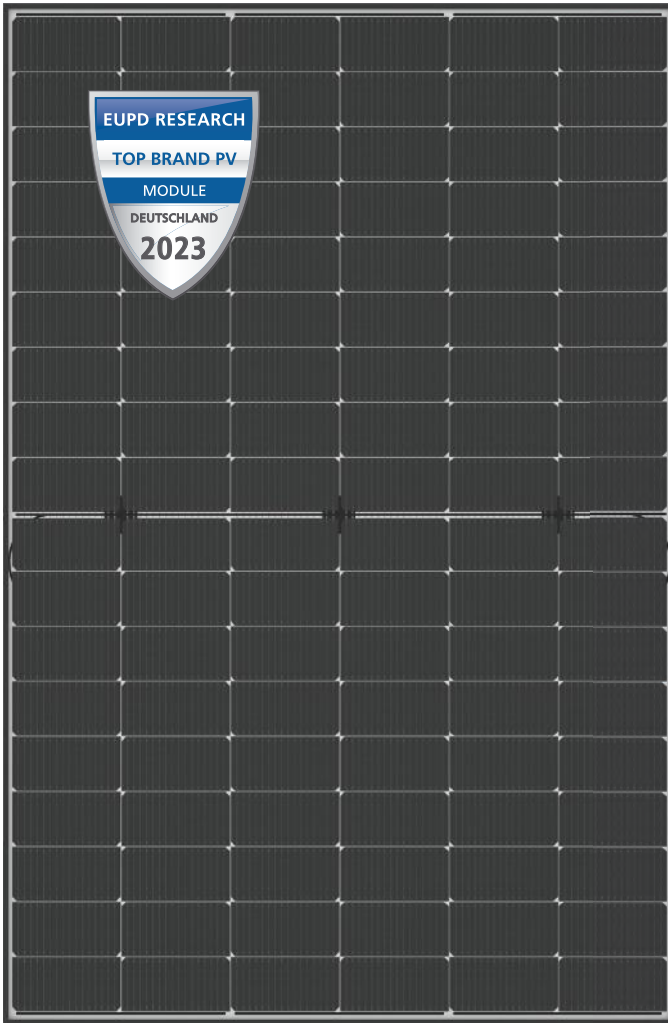 EUPD RESEARCH
TOP BRAND PV
MODULE
DEUTSCHLAND
2023